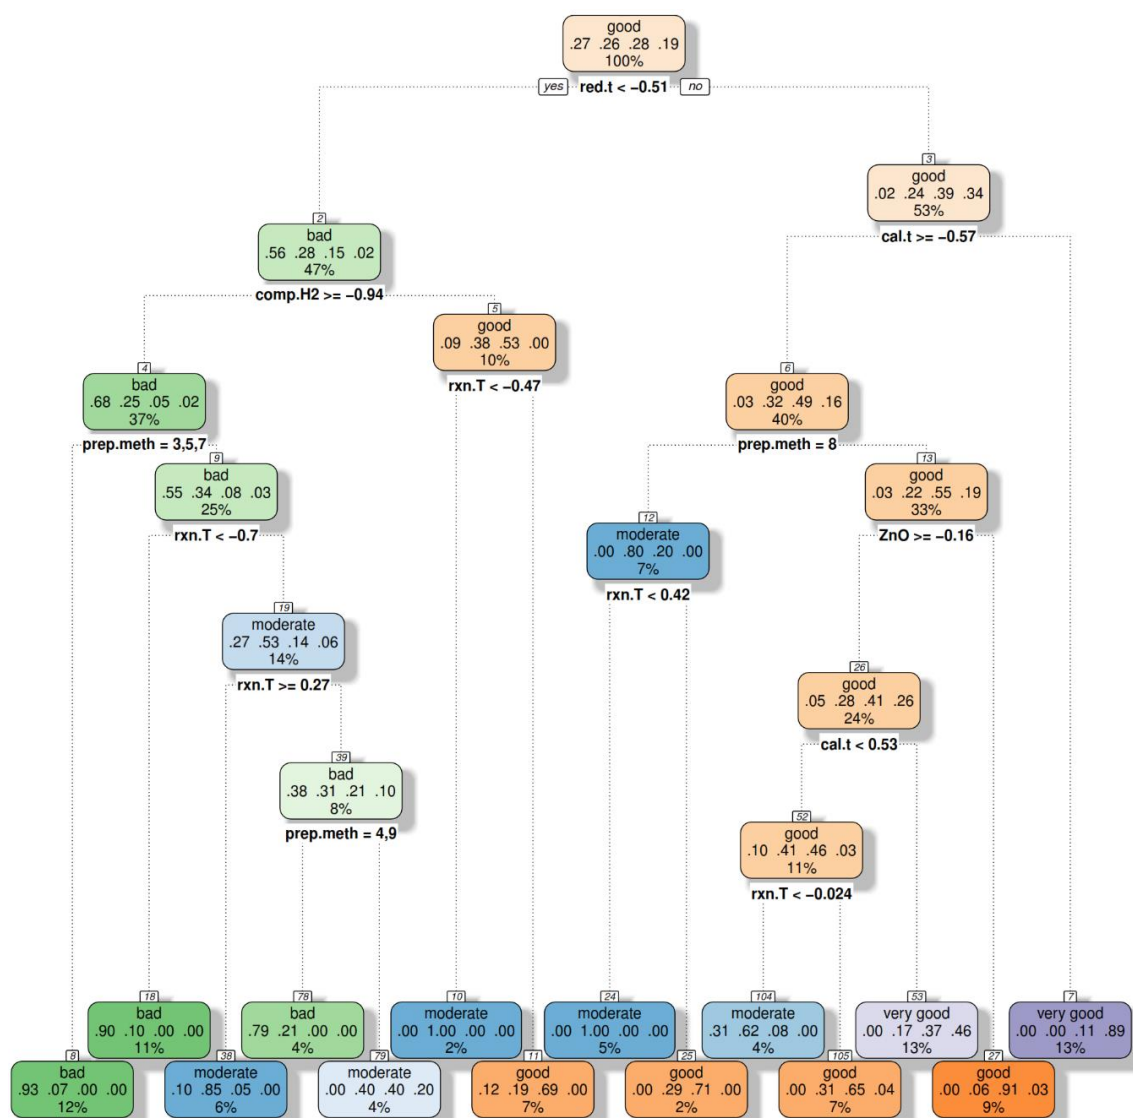 good
.27 .26 .28 .19
100%
yes red.t < −0.51 no
3
good
.02 .24 .39 .34
53%
cal.t >= −0.57
2
bad
.56 .28 .15 .02
47%
comp.H2 >= −0.94
5
good
.09 .38 .53 .00
10%
rxn.T < −0.47
4
bad
.68 .25 .05 .02
37%
prep.meth = 3,5,7
6
good
.03 .32 .49 .16
40%
prep.meth = 8
9
bad
.55 .34 .08 .03
25%
rxn.T < −0.7
13
good
.03 .22 .55 .19
33%
ZnO >= −0.16
12
moderate
.00 .80 .20 .00
7%
rxn.T < 0.42
19
moderate
.27 .53 .14 .06
14%
rxn.T >= 0.27
26
good
.05 .28 .41 .26
24%
cal.t < 0.53
39
bad
.38 .31 .21 .10
8%
prep.meth = 4,9
52
good
.10 .41 .46 .03
11%
rxn.T < −0.024
18
bad
.90 .10 .00 .00
11%
78
bad
.79 .21 .00 .00
4%
10
moderate
.00 1.00 .00 .00
2%
24
moderate
.00 1.00 .00 .00
5%
104
moderate
.31 .62 .08 .00
4%
53
very good
.00 .17 .37 .46
13%
7
very good
.00 .00 .11 .89
13%
8
bad
.93 .07 .00 .00
12%
38
moderate
.10 .85 .05 .00
6%
79
moderate
.00 .40 .40 .20
4%
11
good
.12 .19 .69 .00
7%
25
good
.00 .29 .71 .00
2%
105
good
.00 .31 .65 .04
7%
27
good
.00 .06 .91 .03
9%